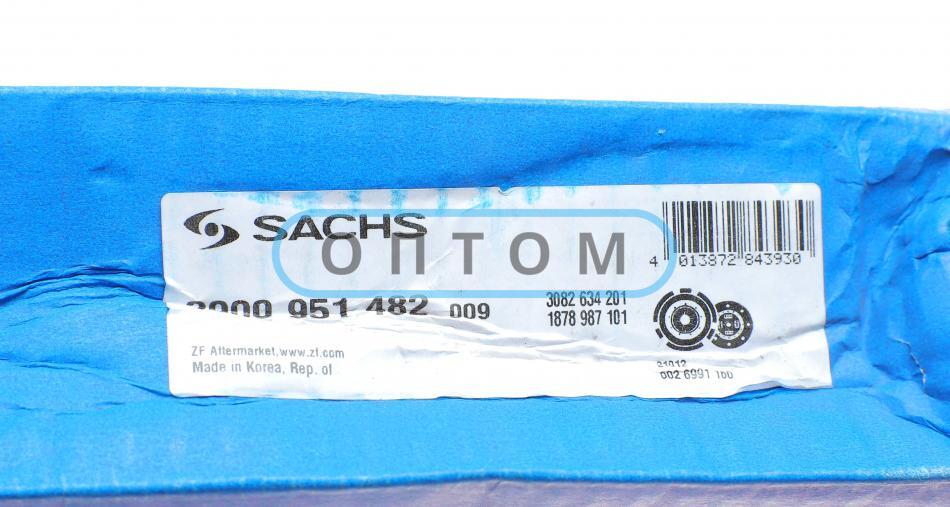 SACHS
ОПТОМ
4 013872 843930
3000 951 482 009
3082 634 201
1878 987 101
ZF Aftermarket, www.zf.com
Made in Korea, Rep. of